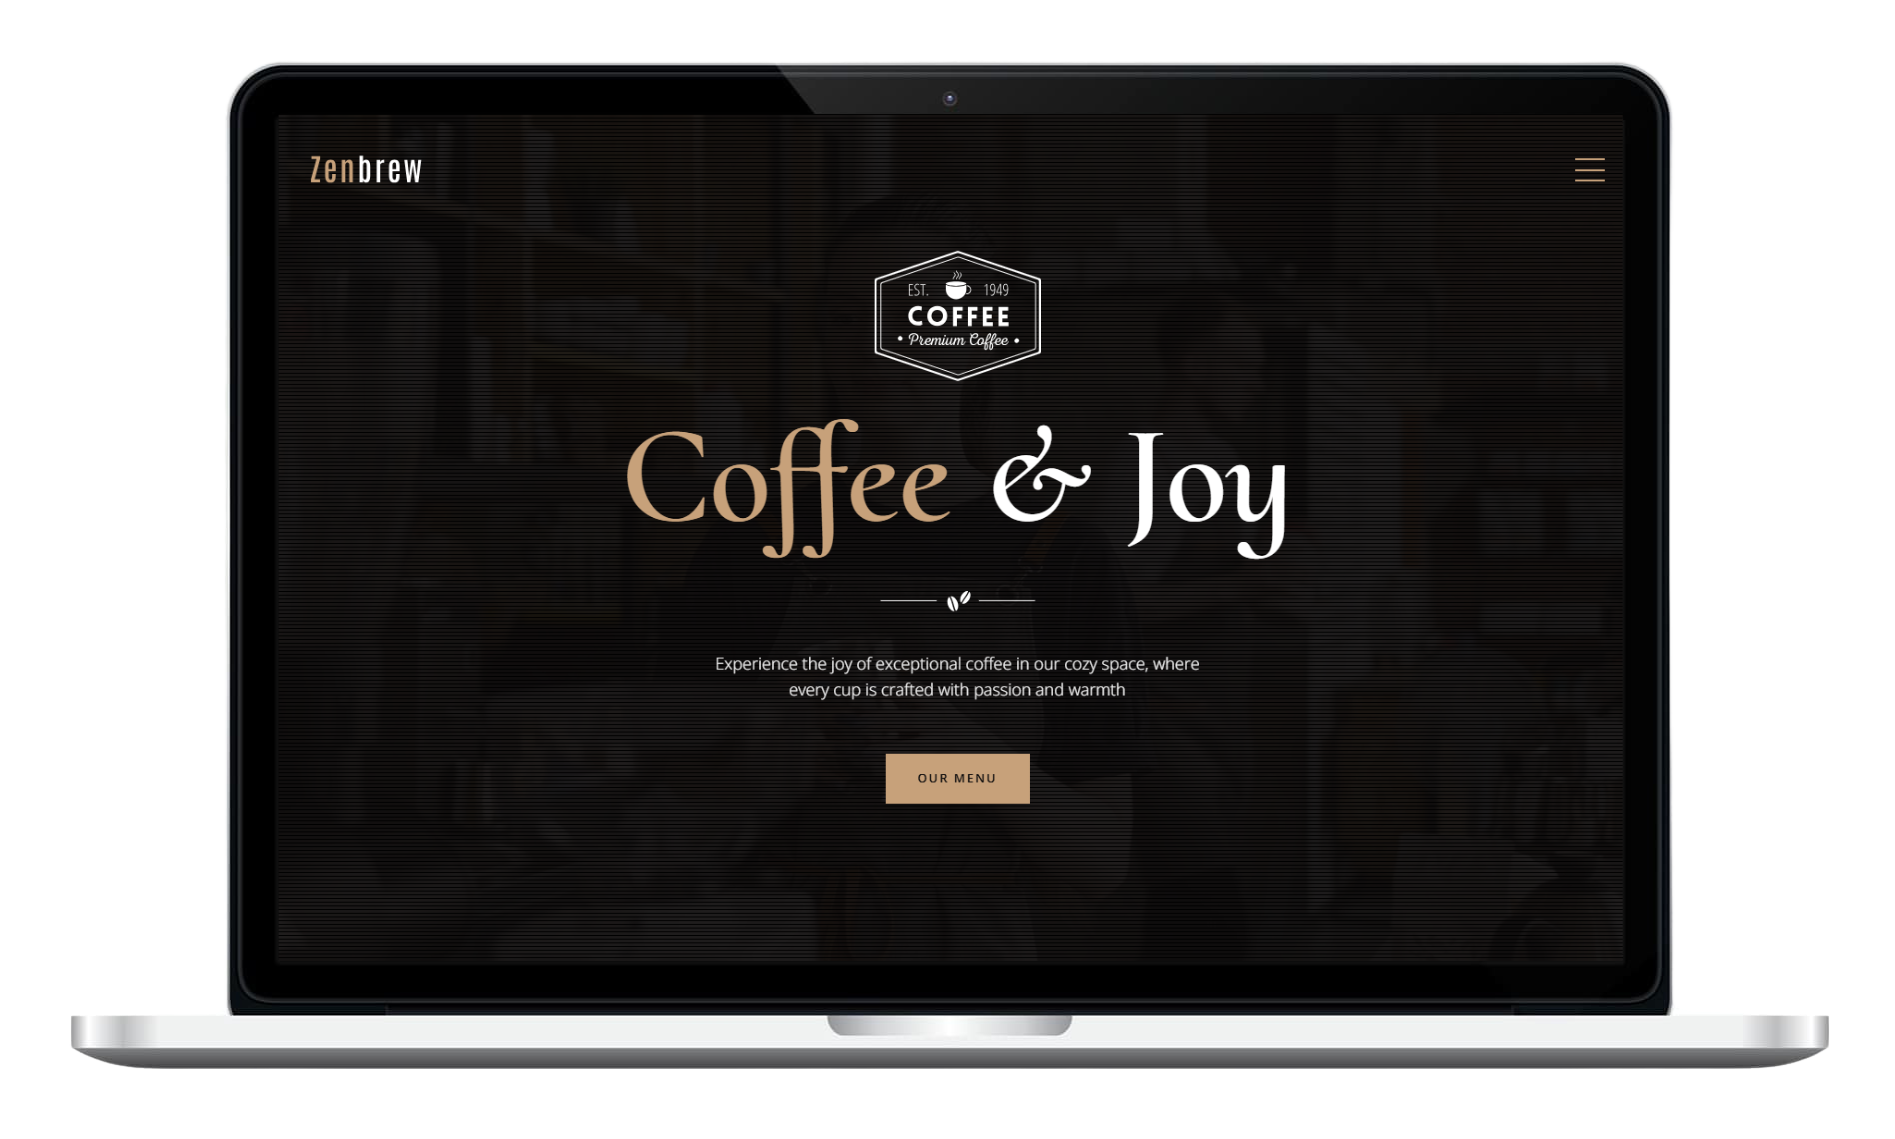 Zenbrew
EST. 1949
COFFEE
• Premium Coffee •
Coffee & Joy
Experience the joy of exceptional coffee in our cozy space, where
every cup is crafted with passion and warmth
OUR MENU